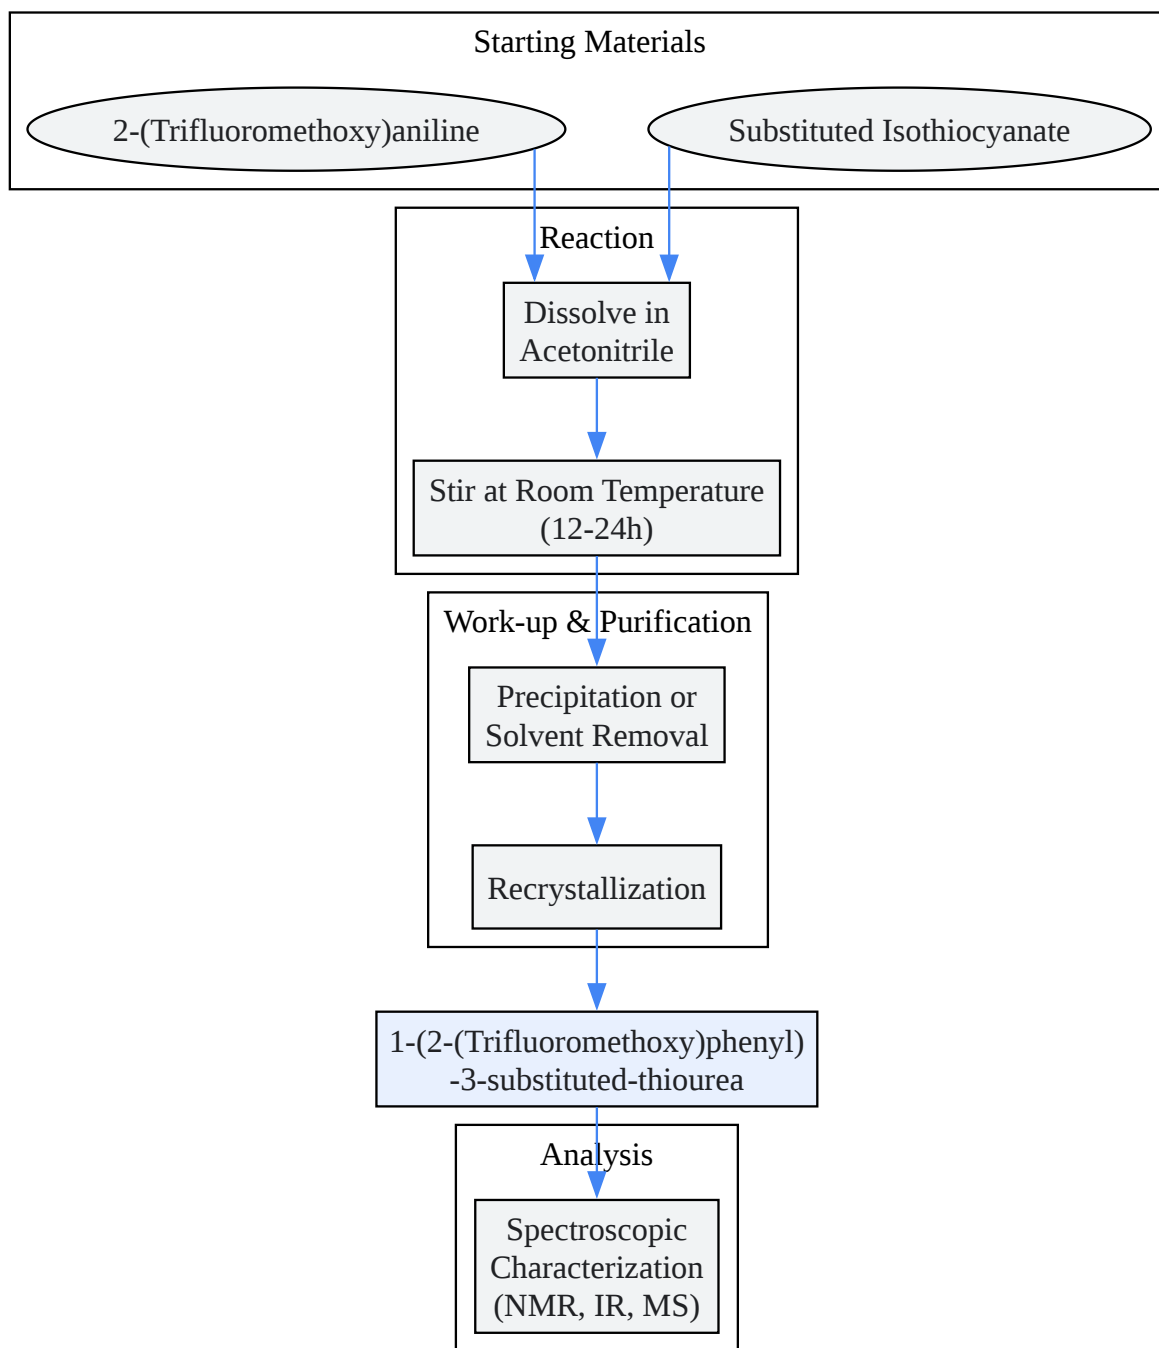 Starting Materials
2-(Trifluoromethoxy)aniline
Substituted Isothiocyanate
Reaction
Dissolve in
Acetonitrile
Stir at Room Temperature
(12-24h)
Work-up & Purification
Precipitation or
Solvent Removal
Recrystallization
1-(2-(Trifluoromethoxy)phenyl)
-3-substituted-thiourea
Analysis
Spectroscopic
Characterization
(NMR, IR, MS)